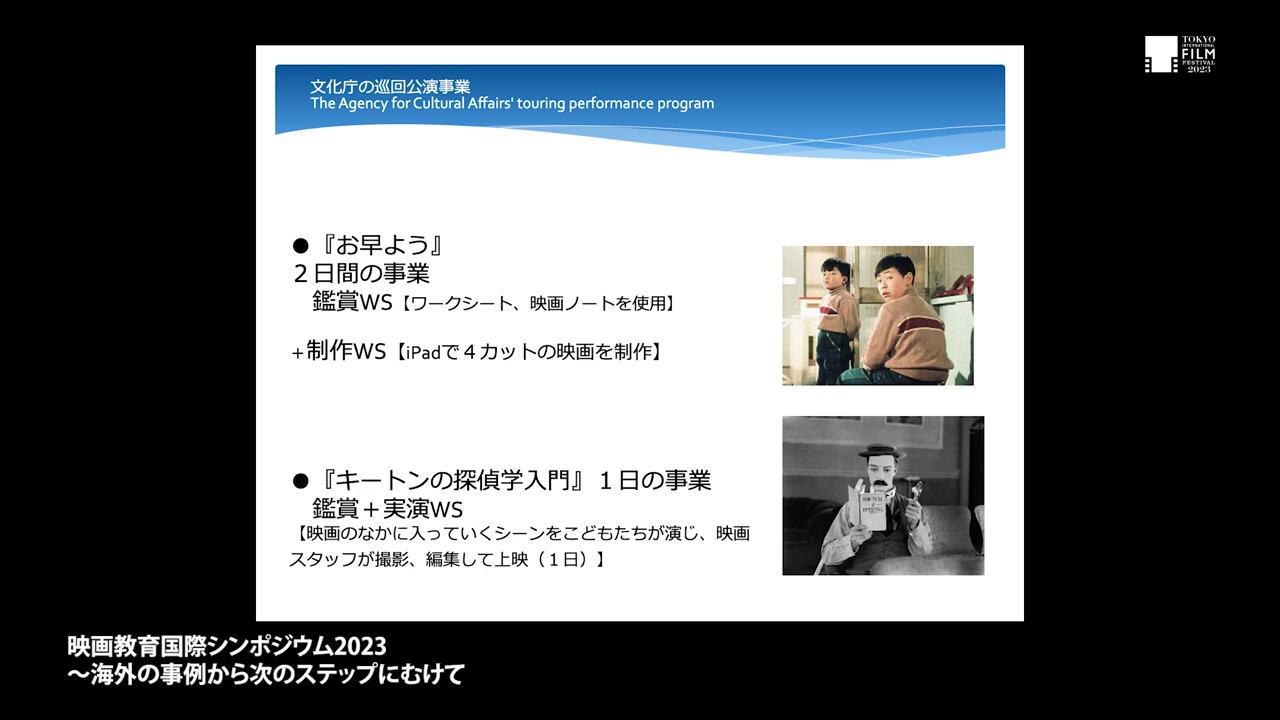 TOKYO
INTERNATIONAL
FILM
FESTIVAL
2023
文化庁の巡回公演事業
The Agency for Cultural Affairs' touring performance program
●『お早よう』
２日間の事業
鑑賞WS【ワークシート、映画ノートを使用】
+制作WS【iPadで４カットの映画を制作】
●『キートンの探偵学入門』１日の事業
鑑賞＋実演WS
【映画のなかに入っていくシーンをこどもたちが演じ、映画
スタッフが撮影、編集して上映（１日）】
HOW TO BE
A
DETECTIVE
映画教育国際シンポジウム2023
～海外の事例から次のステップにむけて